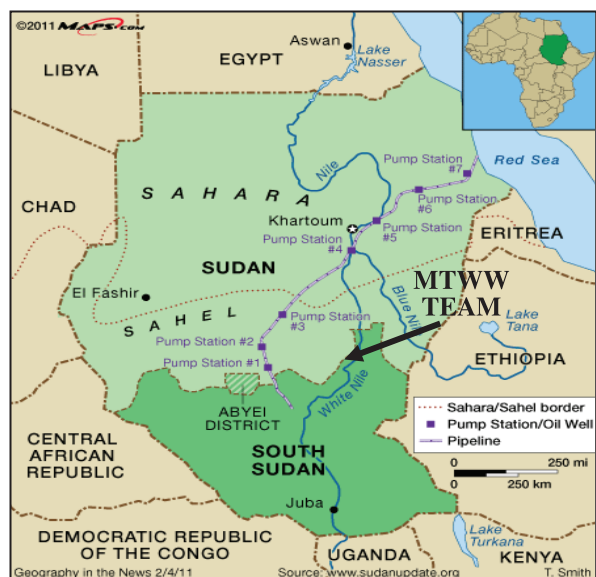 ©2011 MAPS.COM
Aswan
Lake
Nasser
EGYPT
LIBYA
Nile
Red Sea
Pump Station
#7
Pump Station
#6
SAHARA
Khartoum
Pump Station
#5
Pump Station
#4
CHAD
ERITREA
SUDAN
El Fashir
MTWW
TEAM
Blue Nile
Lake
Tana
SAHEL
Pump Station
#3
Pump Station #2
Pump Station #1
ETHIOPIA
White Nile
ABYEI
DISTRICT
Sahara/Sahel border
Pump Station/Oil Well
Pipeline
CENTRAL
AFRICAN
REPUBLIC
SOUTH
SUDAN
0 250 mi
0 250 km
Juba
DEMOCRATIC REPUBLIC
OF THE CONGO
Lake
Turkana
UGANDA
KENYA
Geography in the News 2/4/11 Source: www.sudanupdate.org T. Smith